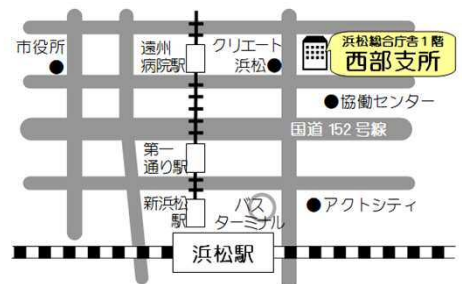 市役所
遠州
病院駅
クリエート
浜松
浜松総合庁舎1階
西部支所
協働センター
国道152号線
第一
通り駅
新浜松
駅
バス
ターミナル
アクトシティ
浜松駅